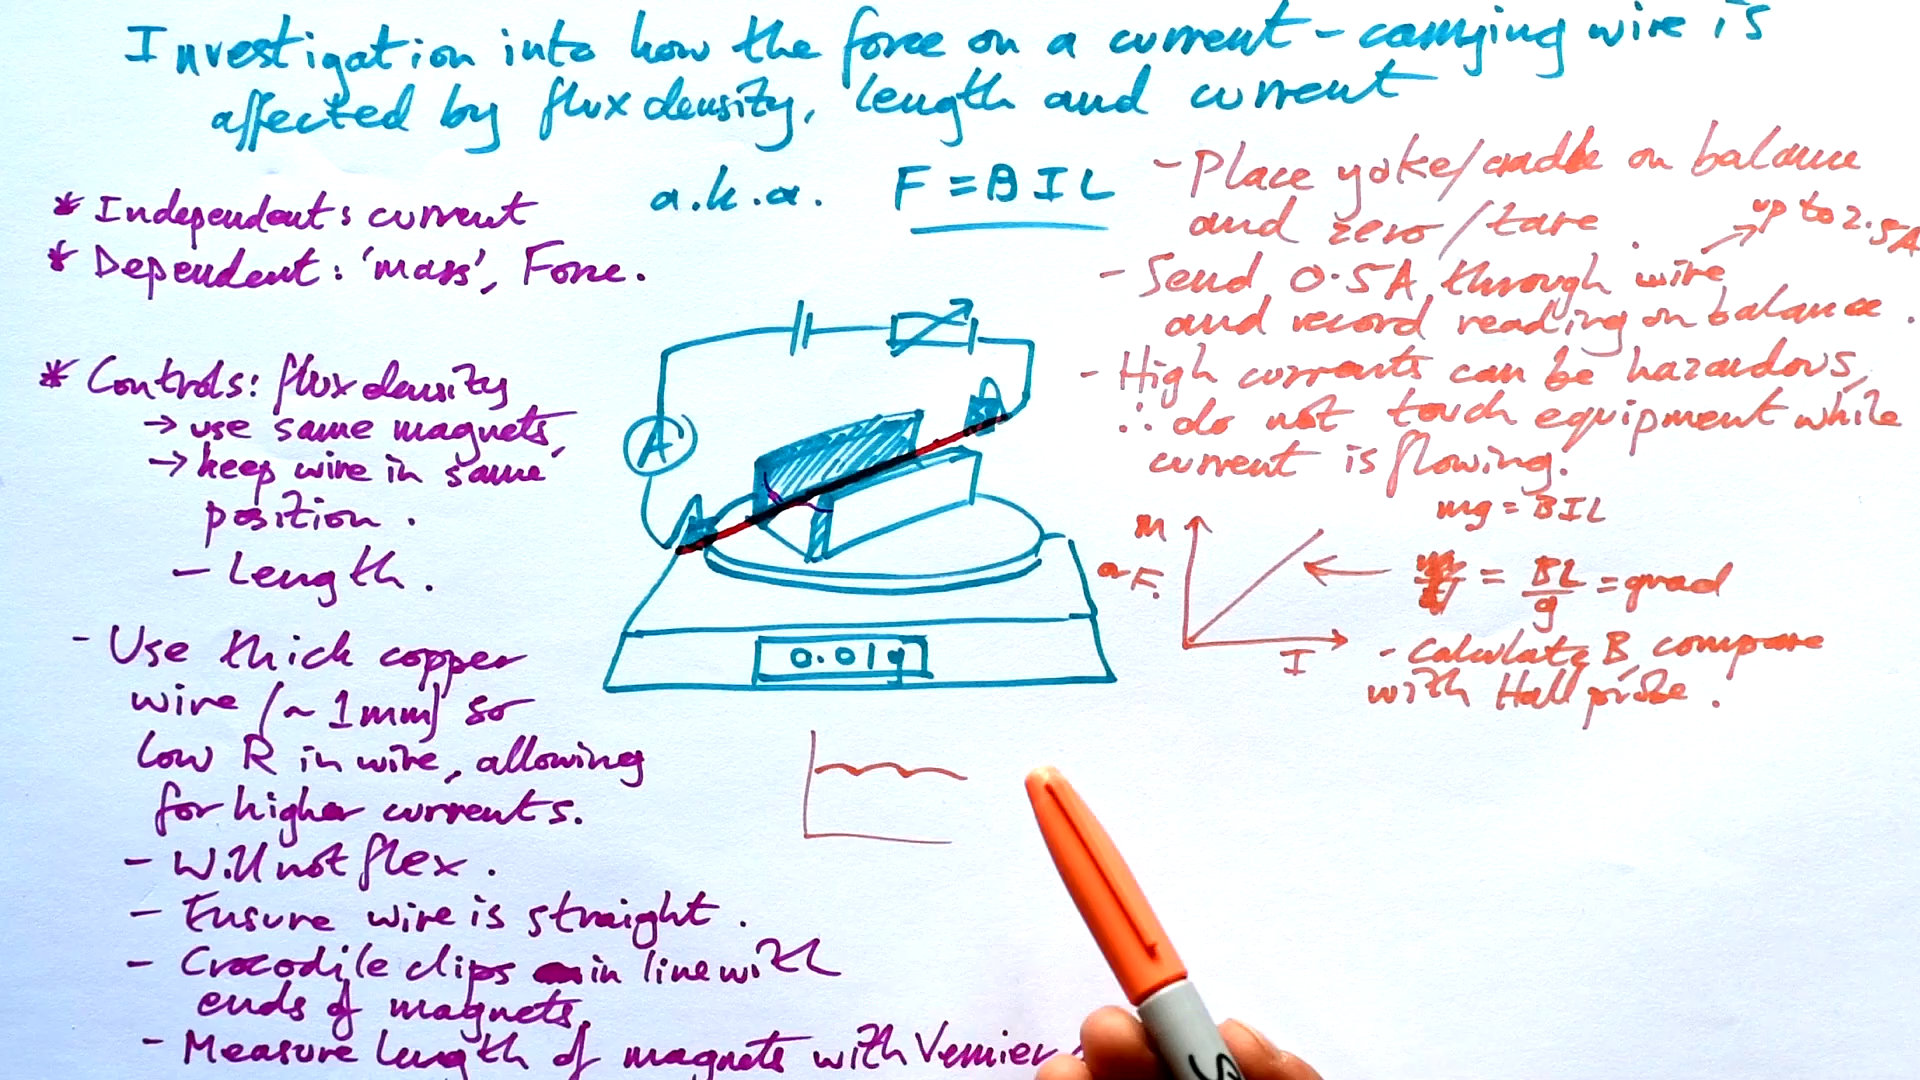 Investigation into how the force on a current-carrying wire is
affected by flux density, length and current
a.k.a. F = BIL
* Independent: current
* Dependent: 'mass', Force.
* Controls: flux density
→ use same magnets,
→ keep wire in same
position.
- Length.
- Use thick copper
wire (~1mm) so
low R in wire, allowing
for higher currents.
- Will not flex.
- Ensure wire is straight.
- Crocodile clips in line with
ends of magnets,
- Measure length of magnets with Vernier
A
0.01g
- Place yoke/cradle on balance
and zero/tare.
up to 2.5A
- Send 0.5A through wire
and record reading on balance.
- High currents can be hazardous,
∴ do not touch equipment while
current is flowing.
mg = BIL
M
or F.
I
= BL/g = grad
- Calculate B, compare
with Hall probe.